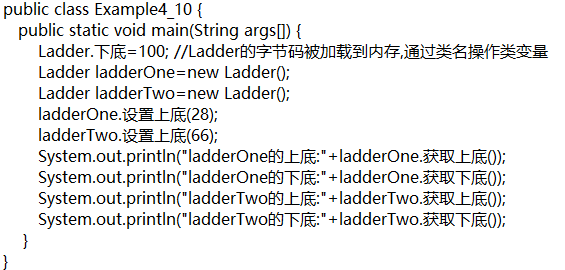 public class Example4_10 {
public static void main(String args[]) {
Ladder.下底=100; //Ladder的字节码被加载到内存,通过类名操作类变量
Ladder ladderOne=new Ladder();
Ladder ladderTwo=new Ladder();
ladderOne.设置上底(28);
ladderTwo.设置上底(66);
System.out.println("ladderOne的上底:"+ladderOne.获取上底());
System.out.println("ladderOne的下底:"+ladderOne.获取下底());
System.out.println("ladderTwo的上底:"+ladderTwo.获取上底());
System.out.println("ladderTwo的下底:"+ladderTwo.获取下底());
}
}